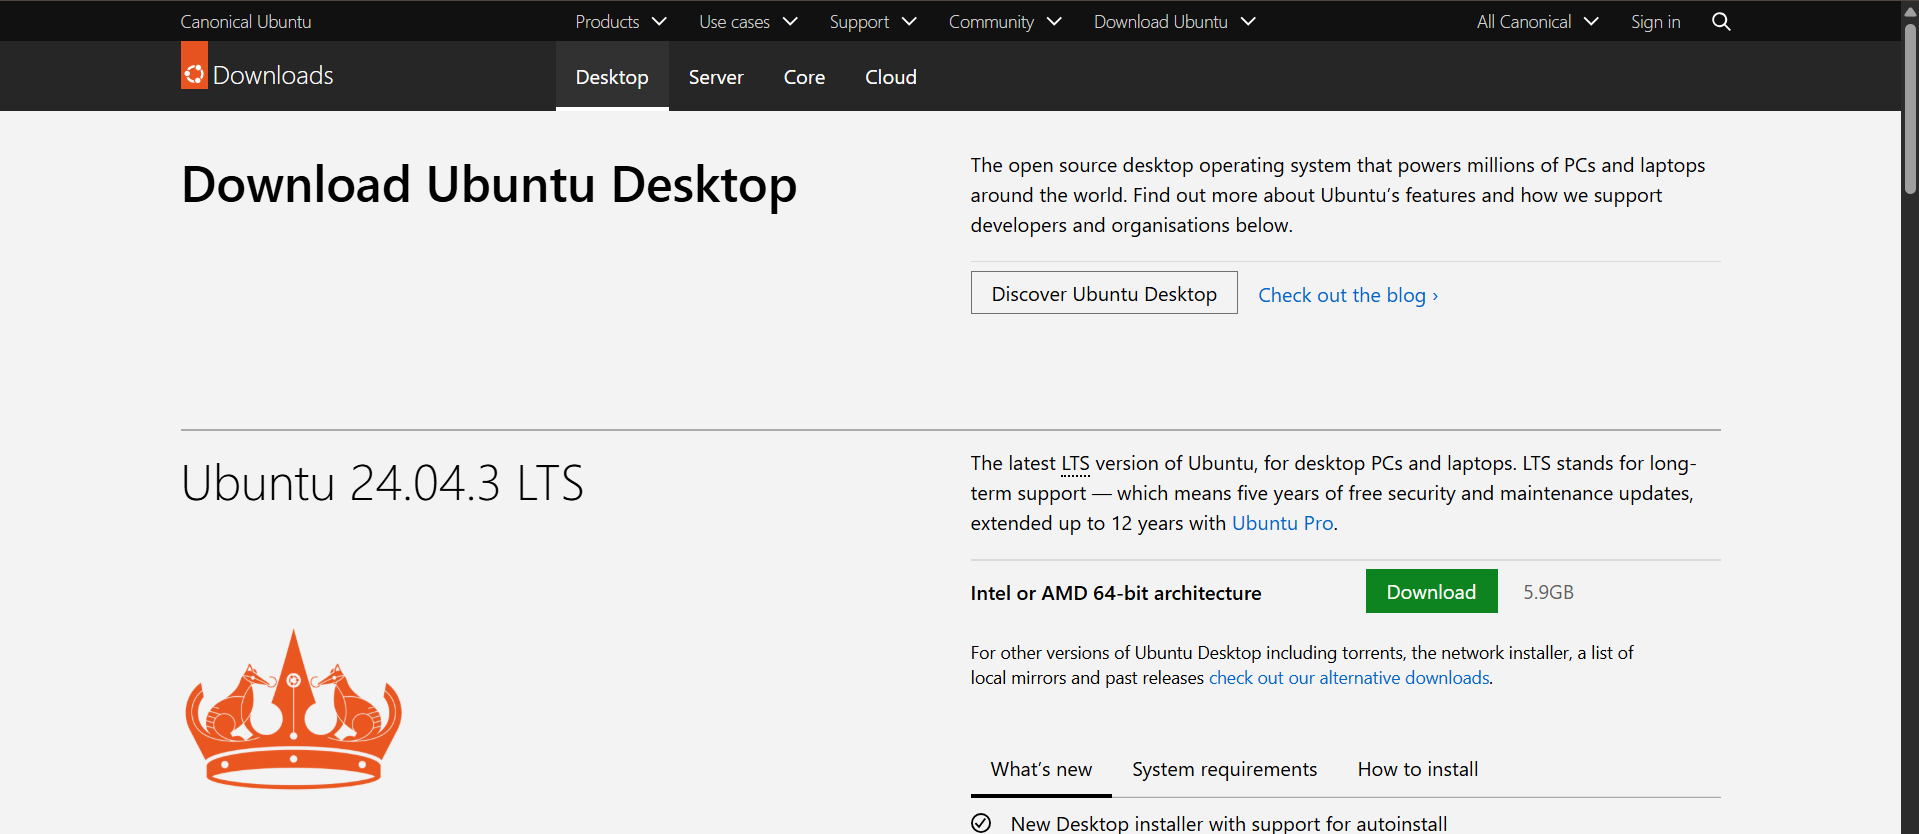 Canonical Ubuntu
Products
Use cases
Support
Community
Download Ubuntu
All Canonical
Sign in
Downloads
Desktop
Server
Core
Cloud
Download Ubuntu Desktop
The open source desktop operating system that powers millions of PCs and laptops
around the world. Find out more about Ubuntu’s features and how we support
developers and organisations below.
Discover Ubuntu Desktop
Check out the blog ›
Ubuntu 24.04.3 LTS
The latest LTS version of Ubuntu, for desktop PCs and laptops. LTS stands for long-
term support — which means five years of free security and maintenance updates,
extended up to 12 years with Ubuntu Pro.
Intel or AMD 64-bit architecture
Download
5.9GB
For other versions of Ubuntu Desktop including torrents, the network installer, a list of
local mirrors and past releases check out our alternative downloads.
What’s new
System requirements
How to install
New Desktop installer with support for autoinstall